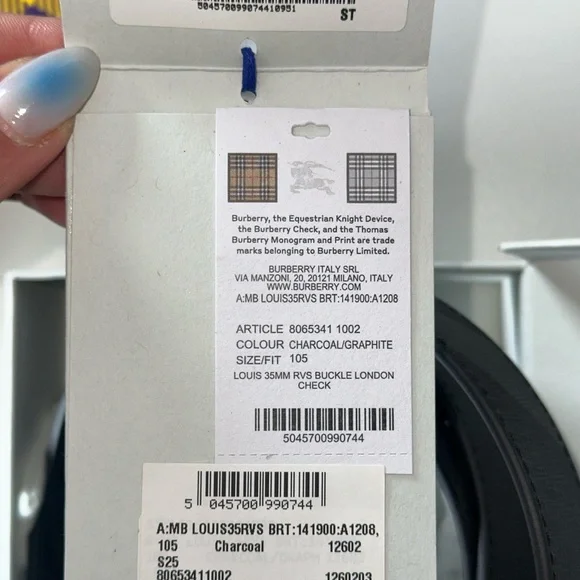 504570099074410951
ST
Burberry, the Equestrian Knight Device,
the Burberry Check, and the Thomas
Burberry Monogram and Print are trade
marks belonging to Burberry Limited.
BURBERRY ITALY SRL
VIA MANZONI, 20, 20121 MILANO, ITALY
WWW.BURBERRY.COM
A:MB LOUIS35RVS BRT:141900:A1208
ARTICLE 8065341 1002
COLOUR CHARCOAL/GRAPHITE
SIZE/FIT 105
LOUIS 35MM RVS BUCKLE LONDON
CHECK
5045700990744
5 045700 990744
A:MB LOUIS35RVS BRT:141900:A1208,
105 Charcoal 12602
S25
80653411002 1260203